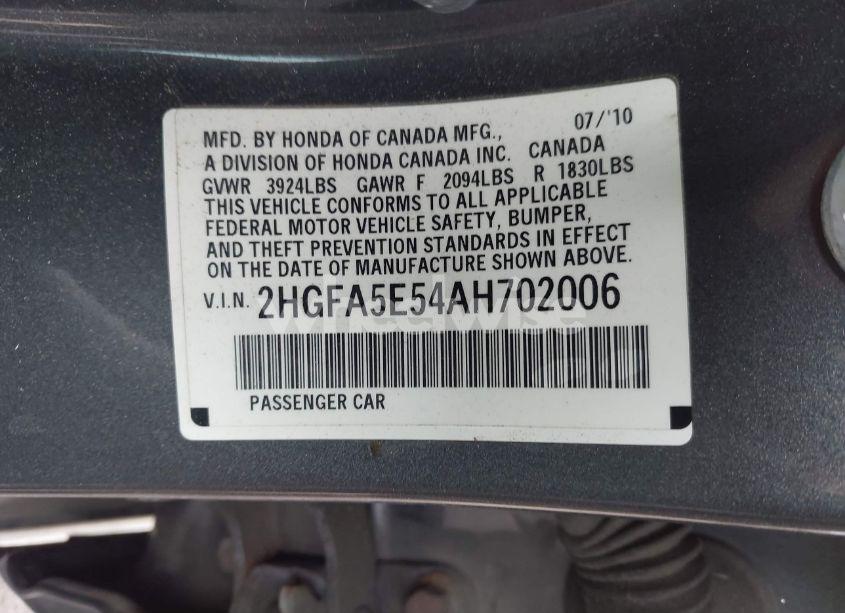 07/'10
MFD. BY HONDA OF CANADA MFG.,
A DIVISION OF HONDA CANADA INC. CANADA
GVWR 3924LBS GAWR F 2094LBS R 1830LBS
THIS VEHICLE CONFORMS TO ALL APPLICABLE
FEDERAL MOTOR VEHICLE SAFETY, BUMPER,
AND THEFT PREVENTION STANDARDS IN EFFECT
ON THE DATE OF MANUFACTURE SHOWN ABOVE.
V.I.N. 2HGFA5E54AH702006
PASSENGER CAR